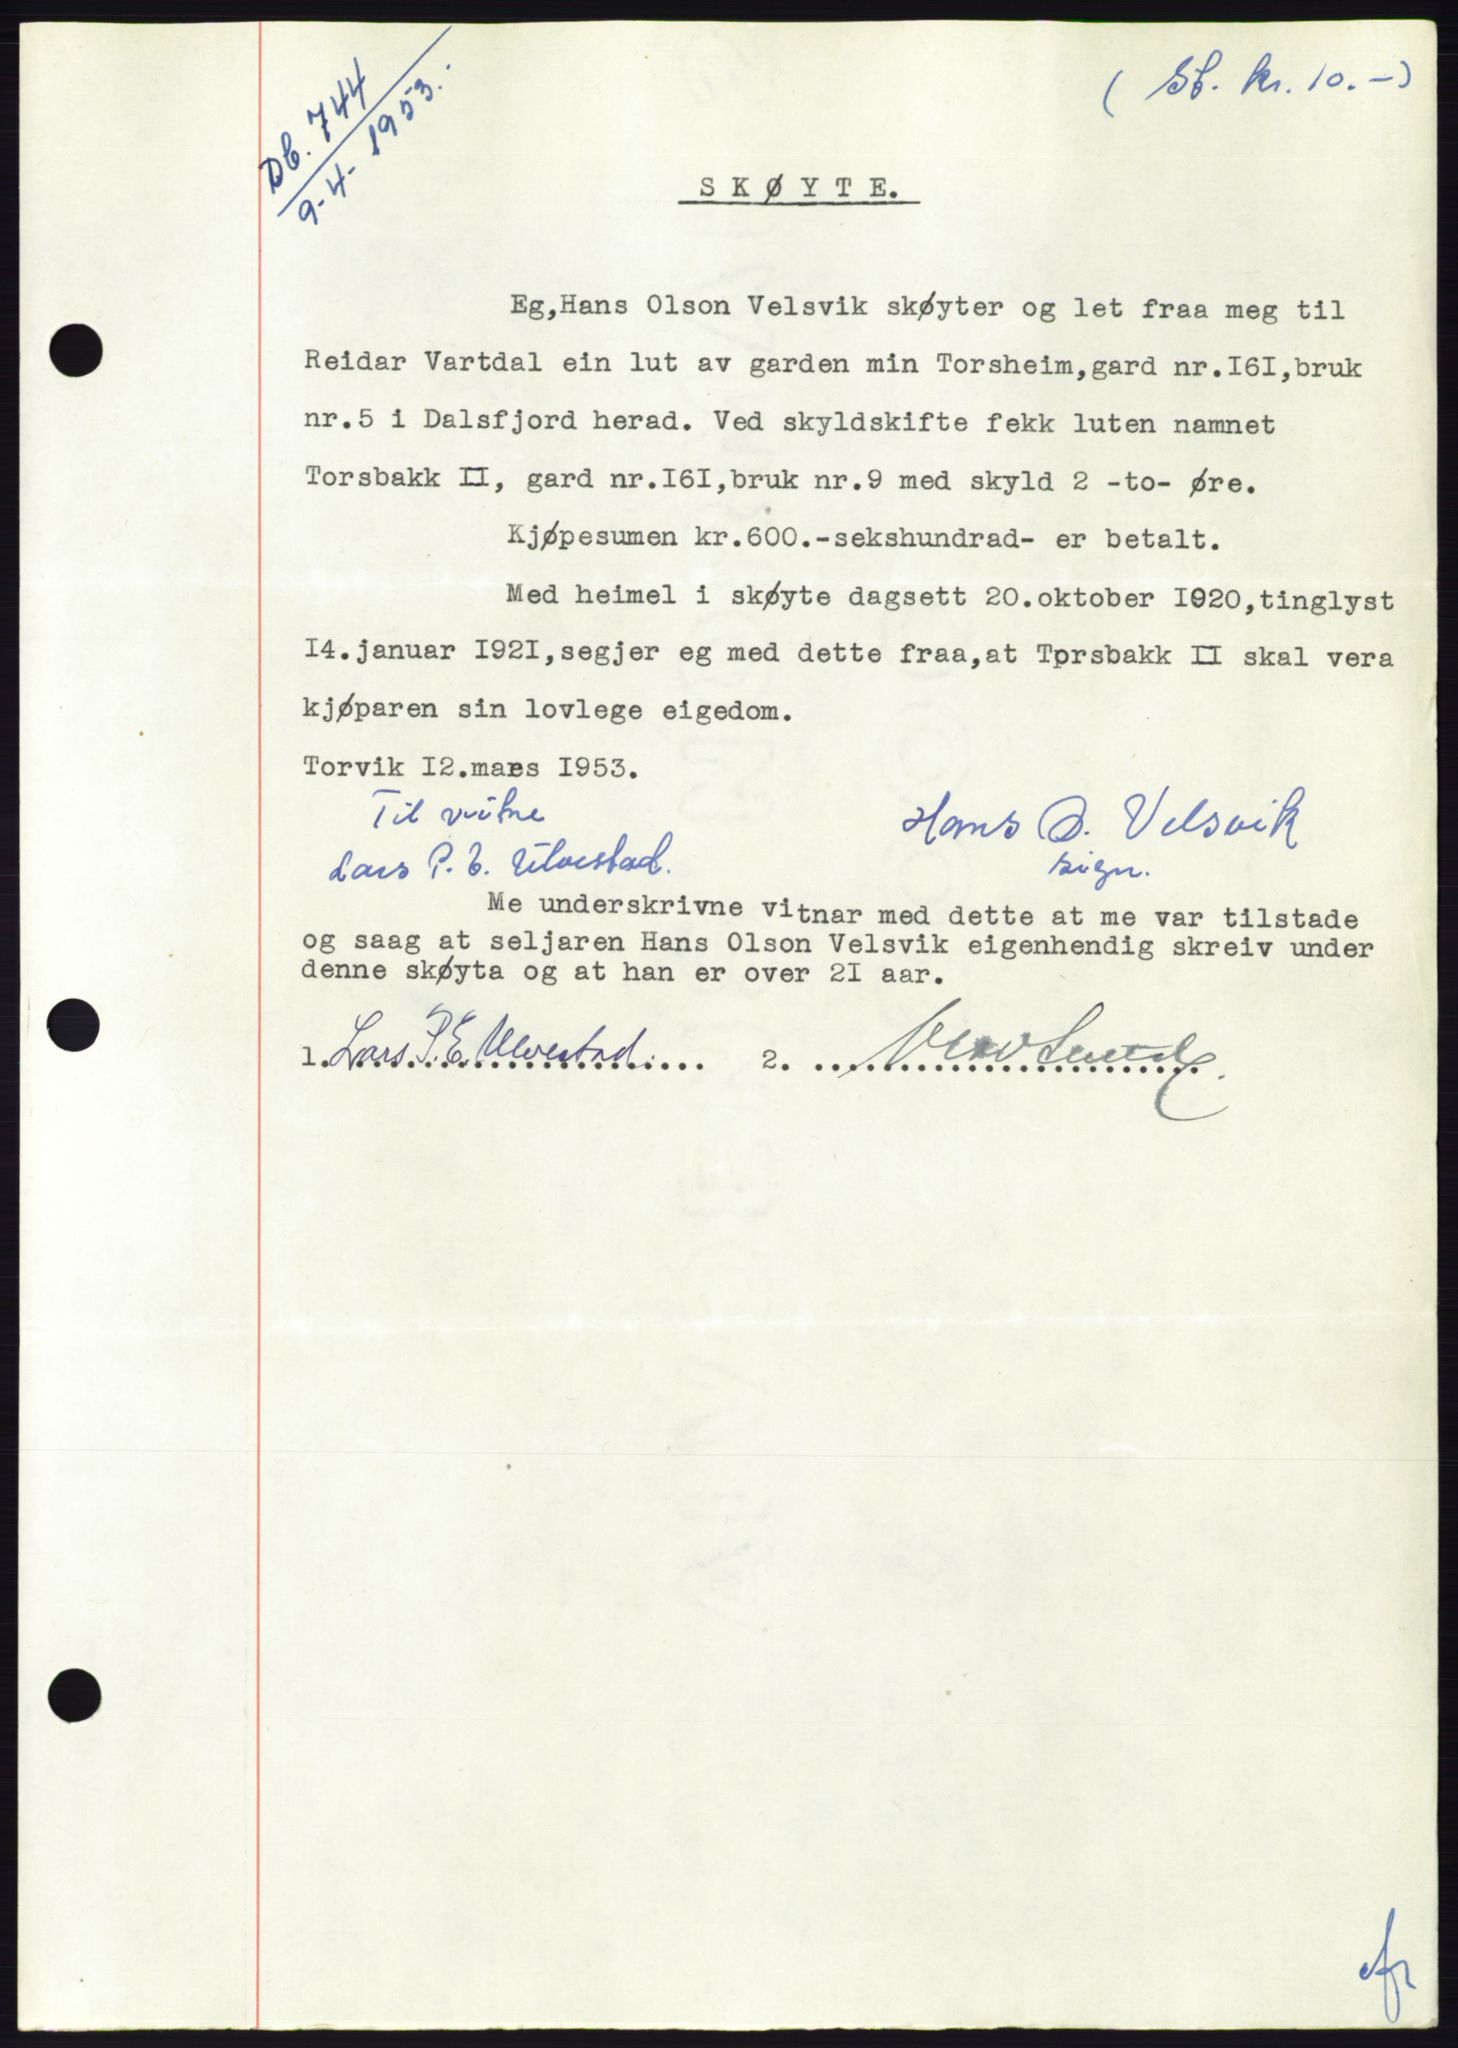 Db. 744
9-4-1953.
( Sb. kr. 10.-)
SKØYTE.
Eg,Hans Olson Velsvik skøyter og let fraa meg til
Reidar Vartdal ein lut av garden min Torsheim,gard nr.I6I,bruk
nr.5 i Dalsfjord herad. Ved skyldskifte fekk luten namnet
Torsbakk II, gard nr.I6I,bruk nr.9 med skyld 2 -to- øre.
Kjøpesumen kr.600.-sekshundrad- er betalt.
Med heimel i skøyte dagsett 20.oktober I920,tinglyst
I4.januar I92I,segjer eg med dette fraa,at Tprsbakk II skal vera
kjøparen sin lovlege eigedom.
Torvik I2.mars I953.
Til vitne
Lars P. E. Ulvestad.
Hans O. Velsvik
sign.
Me underskrivne vitnar med dette at me var tilstade
og saag at seljaren Hans Olson Velsvik eigenhendig skreiv under
denne skøyta og at han er over 2I aar.
1. Lars P. E. Ulvestad. 2.